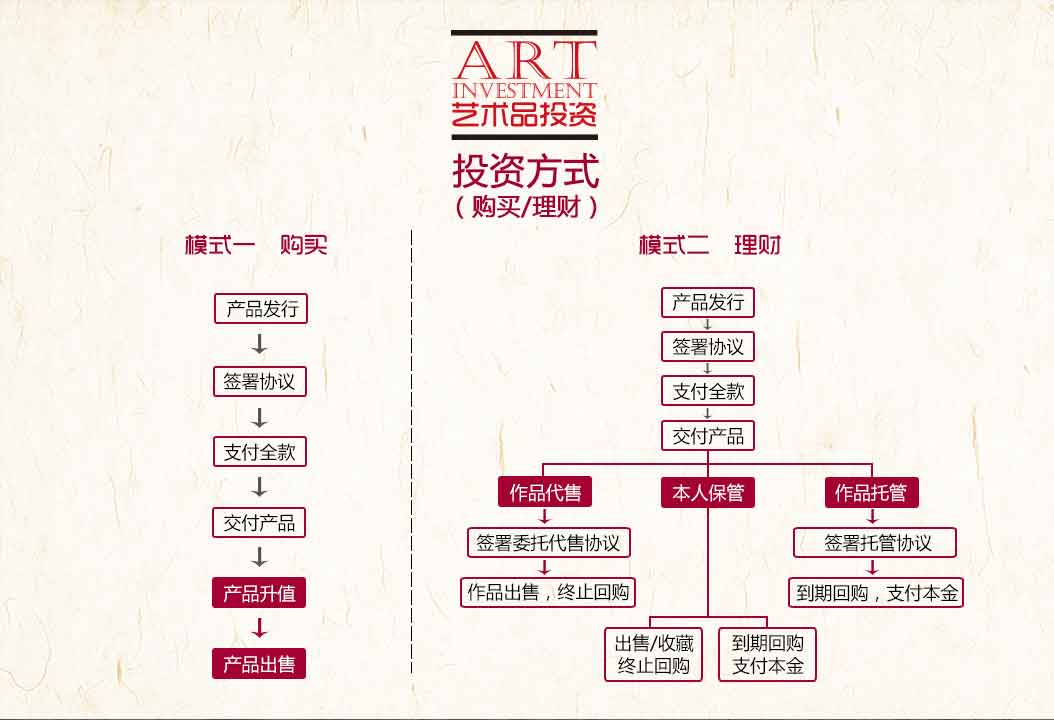 ART
INVESTMENT
艺术品投资
投资方式
（购买/理财）
模式一 购买
产品发行
签署协议
支付全款
交付产品
产品升值
产品出售
模式二 理财
产品发行
签署协议
支付全款
交付产品
作品代售
签署委托代售协议
作品出售，终止回购
本人保管
出售/收藏
终止回购
到期回购
支付本金
作品托管
签署托管协议
到期回购，支付本金